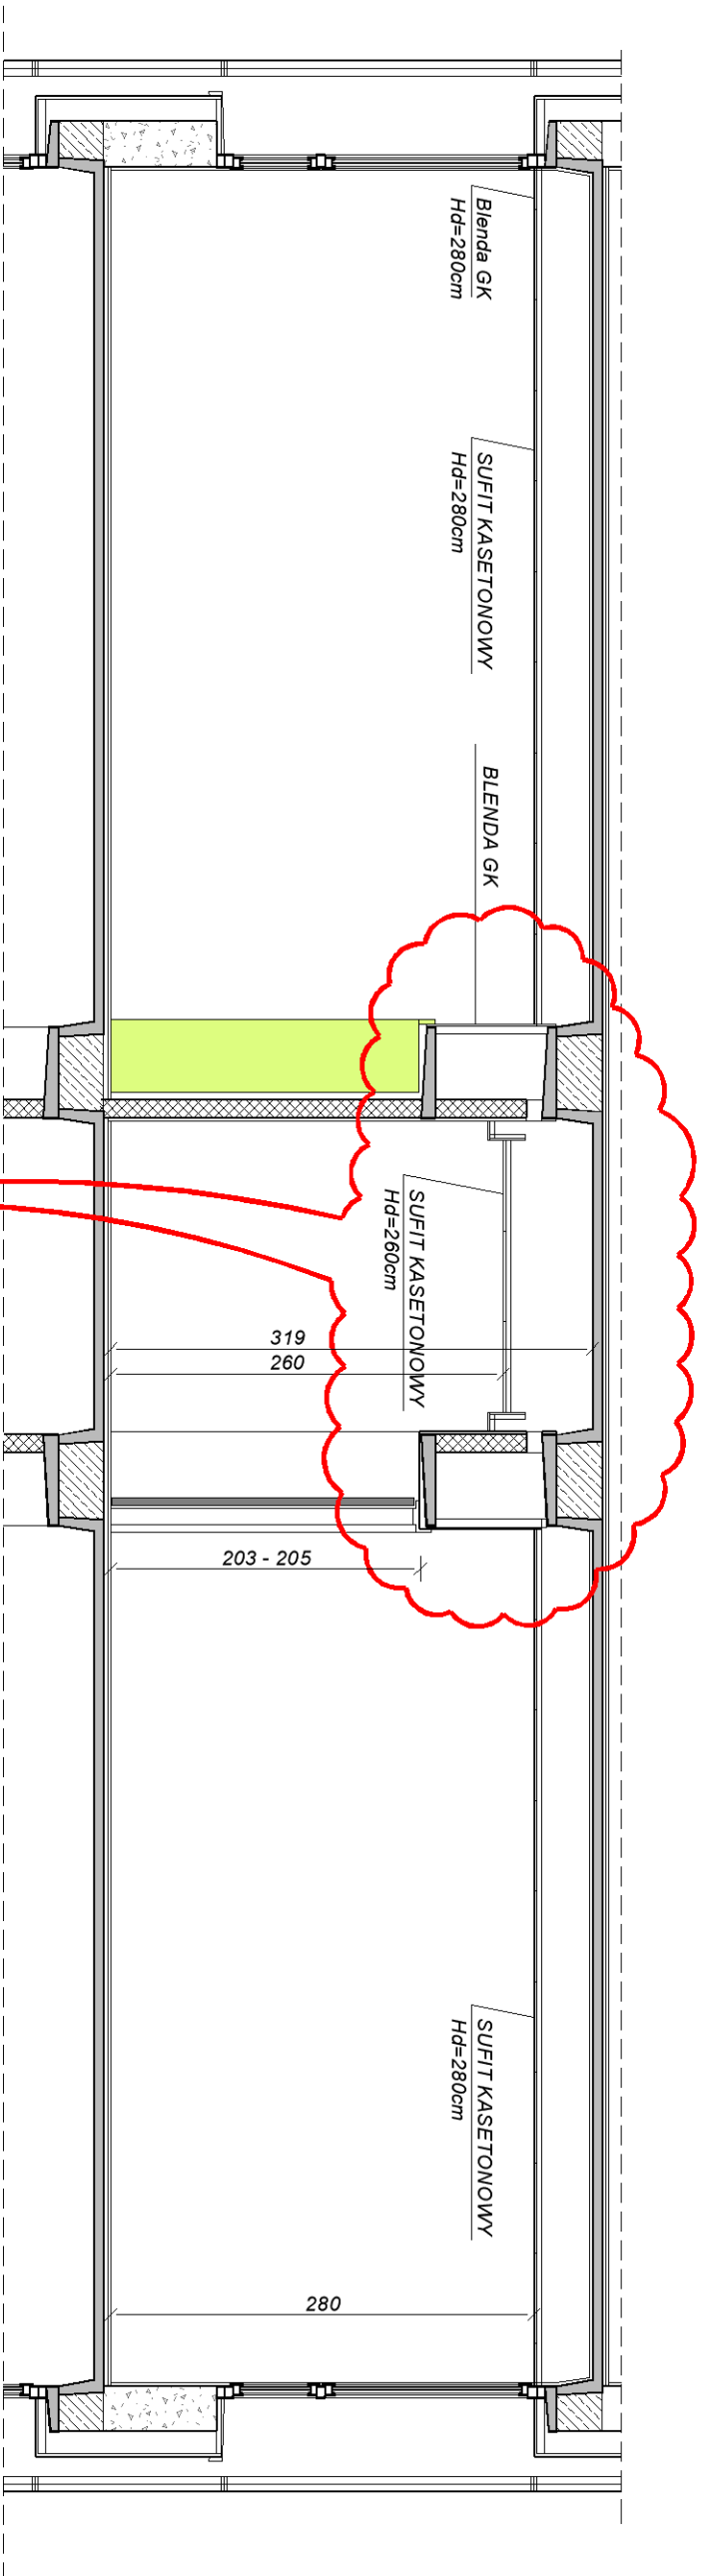 Blenda GK
Hd=280cm
SUFIT KASETONOWY
Hd=280cm
BLENDA GK
SUFIT KASETONOWY
Hd=260cm
319
260
203 - 205
SUFIT KASETONOWY
Hd=280cm
280